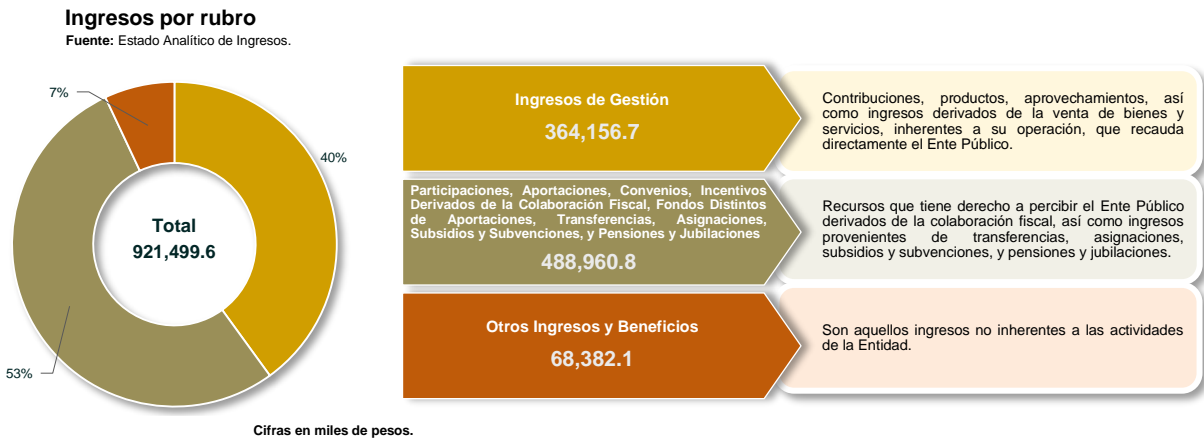 Ingresos por rubro
Fuente: Estado Analítico de Ingresos.
7%
40%
53%
Total
921,499.6
Ingresos de Gestión
364,156.7
Contribuciones, productos, aprovechamientos, así
como ingresos derivados de la venta de bienes y
servicios, inherentes a su operación, que recauda
directamente el Ente Público.
Participaciones, Aportaciones, Convenios, Incentivos
Derivados de la Colaboración Fiscal, Fondos Distintos
de Aportaciones, Transferencias, Asignaciones,
Subsidios y Subvenciones, y Pensiones y Jubilaciones
488,960.8
Recursos que tiene derecho a percibir el Ente Público
derivados de la colaboración fiscal, así como ingresos
provenientes de transferencias, asignaciones,
subsidios y subvenciones, y pensiones y jubilaciones.
Otros Ingresos y Beneficios
68,382.1
Son aquellos ingresos no inherentes a las actividades
de la Entidad.
Cifras en miles de pesos.